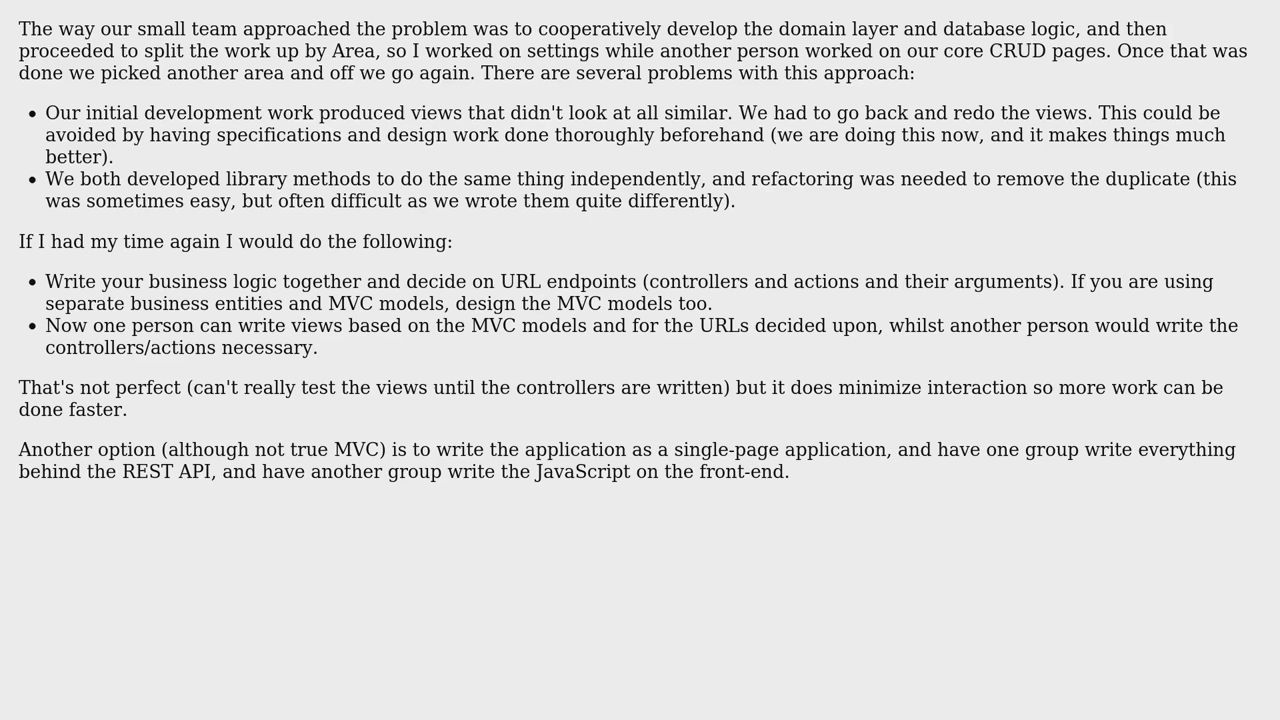 The way our small team approached the problem was to cooperatively develop the domain layer and database logic, and then
proceeded to split the work up by Area, so I worked on settings while another person worked on our core CRUD pages. Once that was
done we picked another area and off we go again. There are several problems with this approach:
• Our initial development work produced views that didn't look at all similar. We had to go back and redo the views. This could be
avoided by having specifications and design work done thoroughly beforehand (we are doing this now, and it makes things much
better).
• We both developed library methods to do the same thing independently, and refactoring was needed to remove the duplicate (this
was sometimes easy, but often difficult as we wrote them quite differently).
If I had my time again I would do the following:
• Write your business logic together and decide on URL endpoints (controllers and actions and their arguments). If you are using
separate business entities and MVC models, design the MVC models too.
• Now one person can write views based on the MVC models and for the URLs decided upon, whilst another person would write the
controllers/actions necessary.
That's not perfect (can't really test the views until the controllers are written) but it does minimize interaction so more work can be
done faster.
Another option (although not true MVC) is to write the application as a single-page application, and have one group write everything
behind the REST API, and have another group write the JavaScript on the front-end.